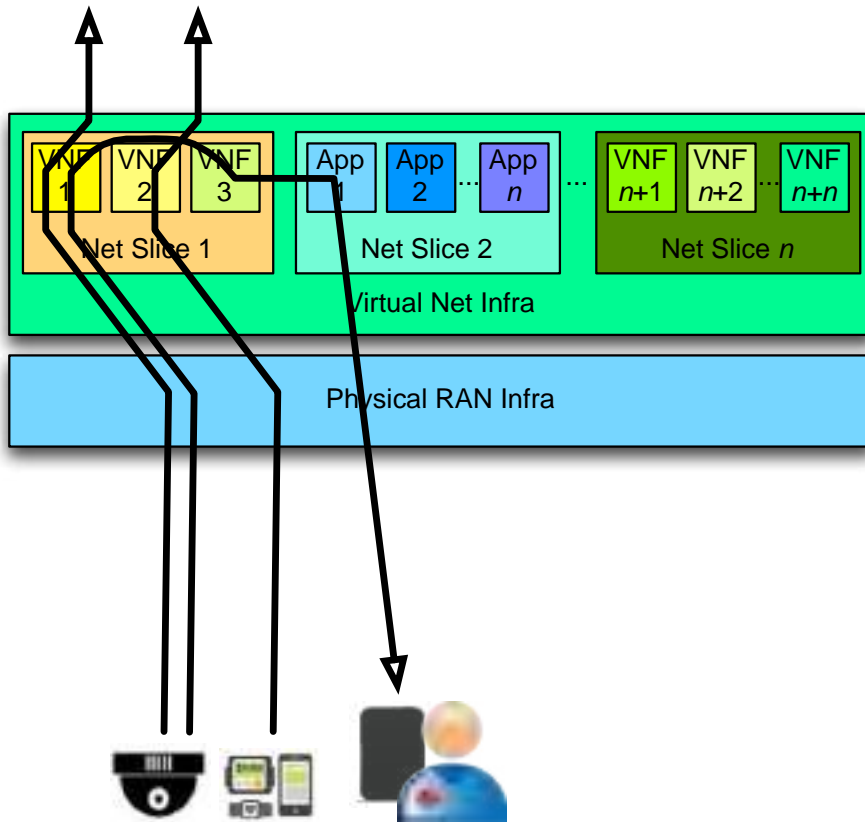 VNF 1
VNF 2
VNF 3
App 1
App 2
...
App n
...
VNF n+1
VNF n+2
...
VNF n+n
Net Slice 1
Net Slice 2
Net Slice n
Virtual Net Infra
Physical RAN Infra